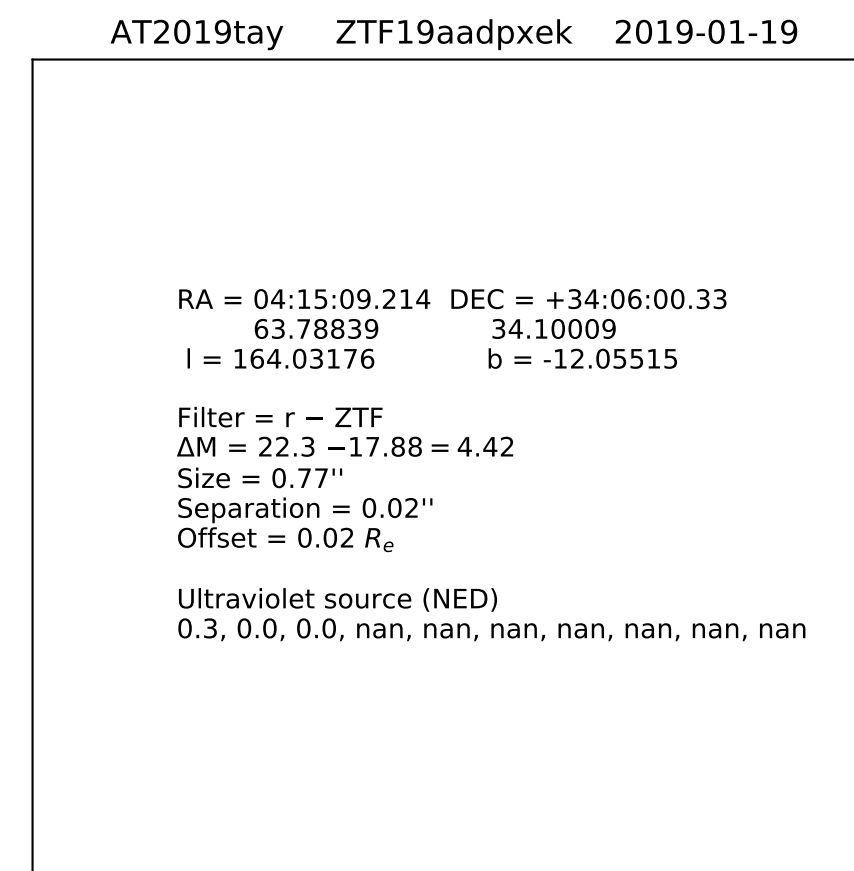 AT2019tay ZTF19aadpxek 2019-01-19
RA = 04:15:09.214 DEC = +34:06:00.33
63.78839 34.10009
l = 164.03176 b = -12.05515
Filter = r − ZTF
ΔM = 22.3 −17.88 = 4.42
Size = 0.77''
Separation = 0.02''
Offset = 0.02 Rₑ
Ultraviolet source (NED)
0.3, 0.0, 0.0, nan, nan, nan, nan, nan, nan, nan